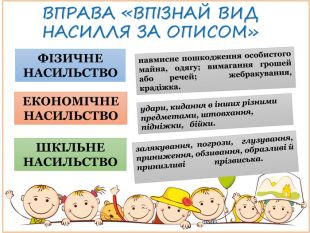 ВПРАВА «ВПІЗНАЙ ВИД
НАСИЛЛЯ ЗА ОПИСОМ»
ФІЗИЧНЕ
НАСИЛЬСТВО
навмисне пошкодження особистого
майна, одягу; вимагання грошей
або речей; жебракування,
крадіжка.
ЕКОНОМІЧНЕ
НАСИЛЬСТВО
удари, кидання в інших різними
предметами, штовхання,
підніжки, бійки.
ШКІЛЬНЕ
НАСИЛЬСТВО
залякування, погрози, глузування,
приниження, обзивання, образливі й
принизливі прізвиська.